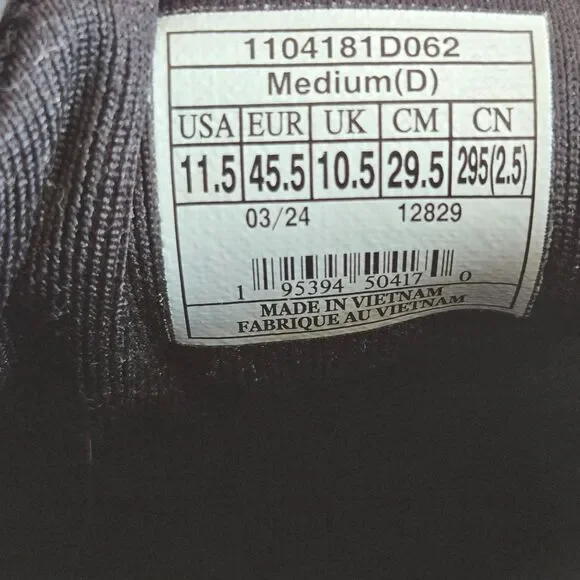 1104181D062
Medium(D)
USA EUR UK CM CN
11.5 45.5 10.5 29.5 295(2.5)
03/24 12829
1 95394 50417 0
MADE IN VIETNAM
FABRIQUE AU VIETNAM